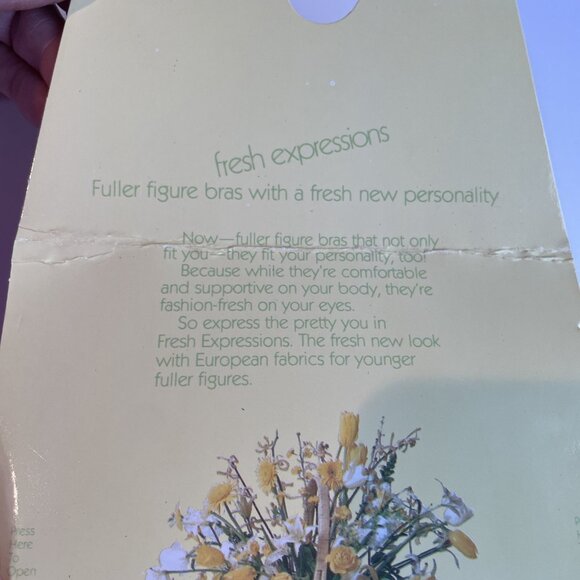 fresh expressions
Fuller figure bras with a fresh new personality
Now—fuller figure bras that not only
fit you—they fit your personality, too!
Because while they're comfortable
and supportive on your body, they're
fashion-fresh on your eyes.
So express the pretty you in
Fresh Expressions. The fresh new look
with European fabrics for younger
fuller figures.
Press
Here
To
Open